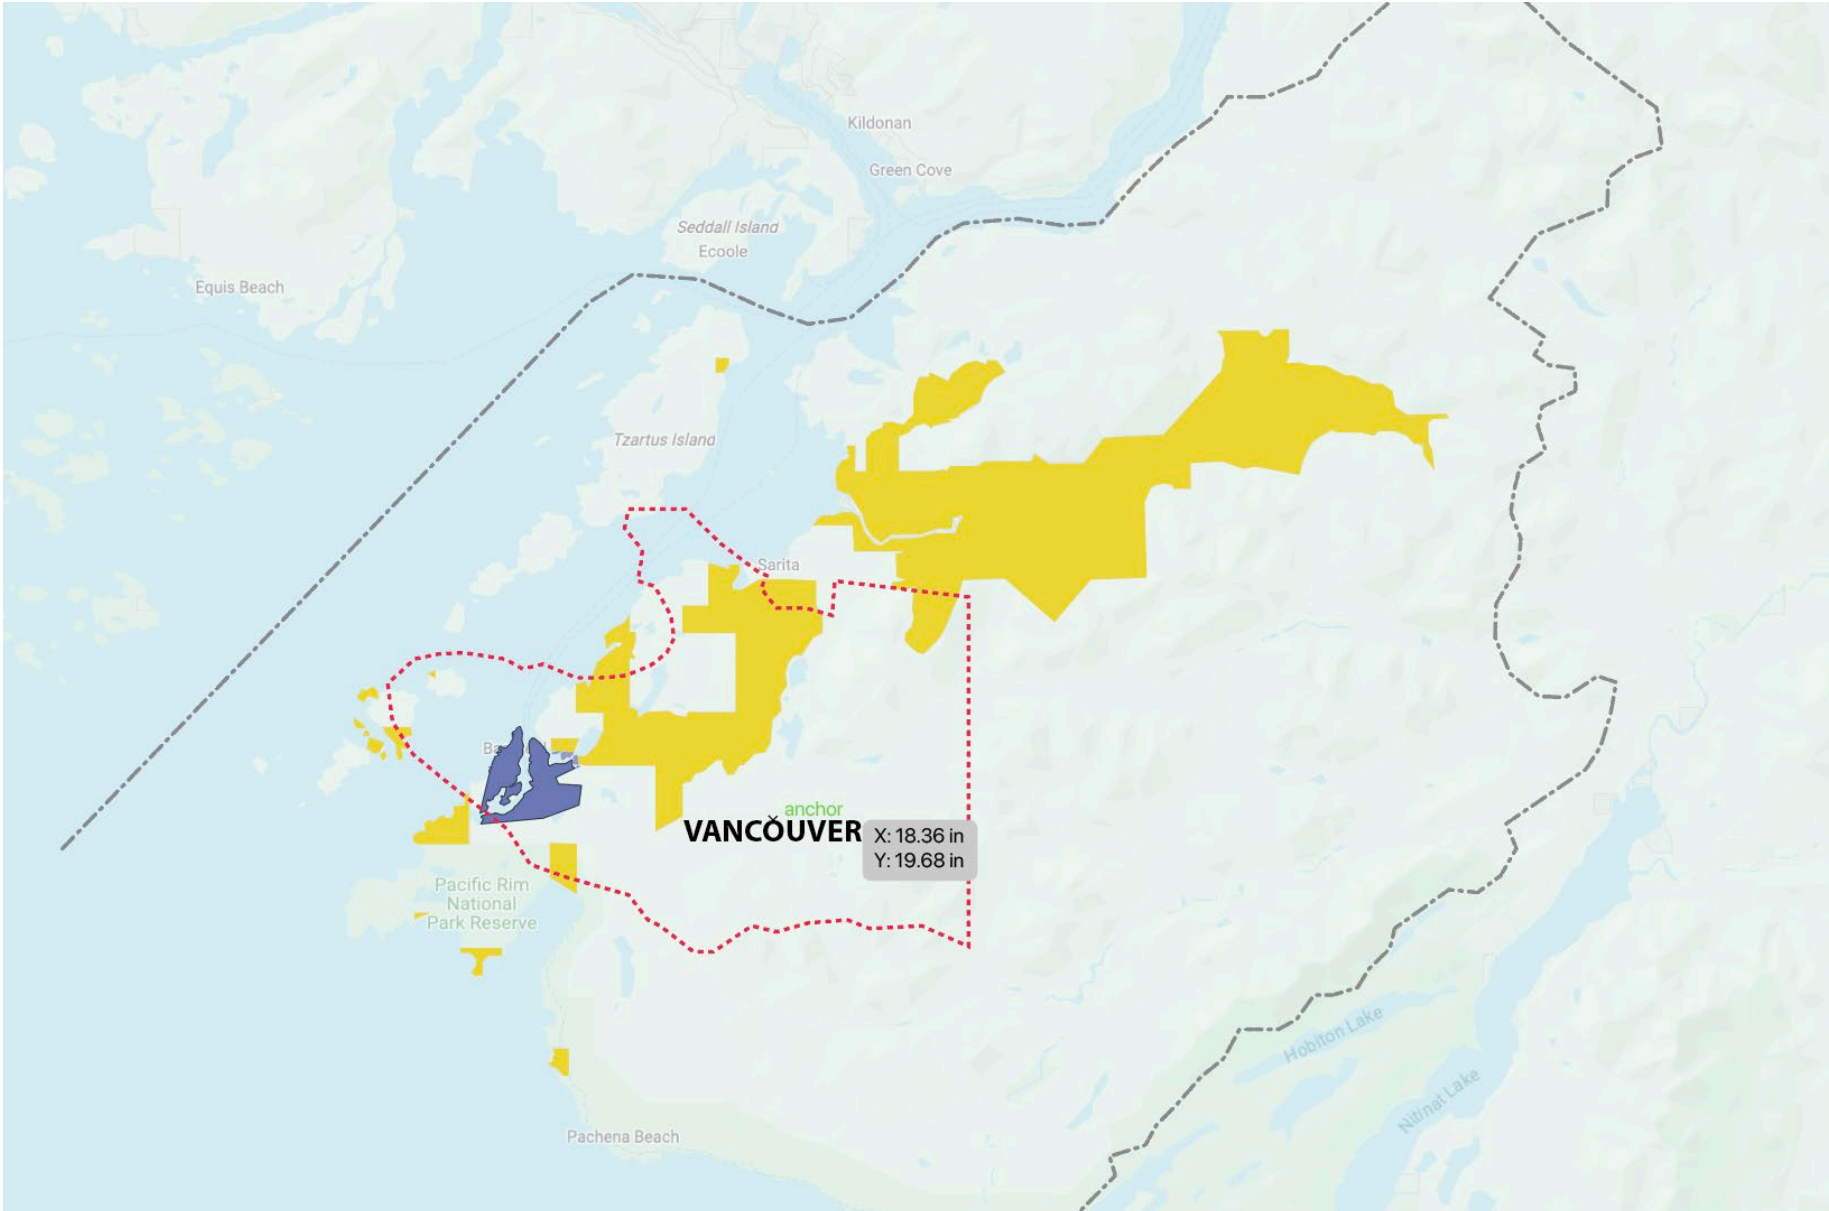 Kildonan
Green Cove
Seddall Island
Ecoole
Equis Beach
Tzartus Island
Sarita
anchor
VANCOUVER
X: 18.36 in
Y: 19.68 in
Pacific Rim
National
Park Reserve
Hobiton Lake
Nitinat Lake
Pachena Beach